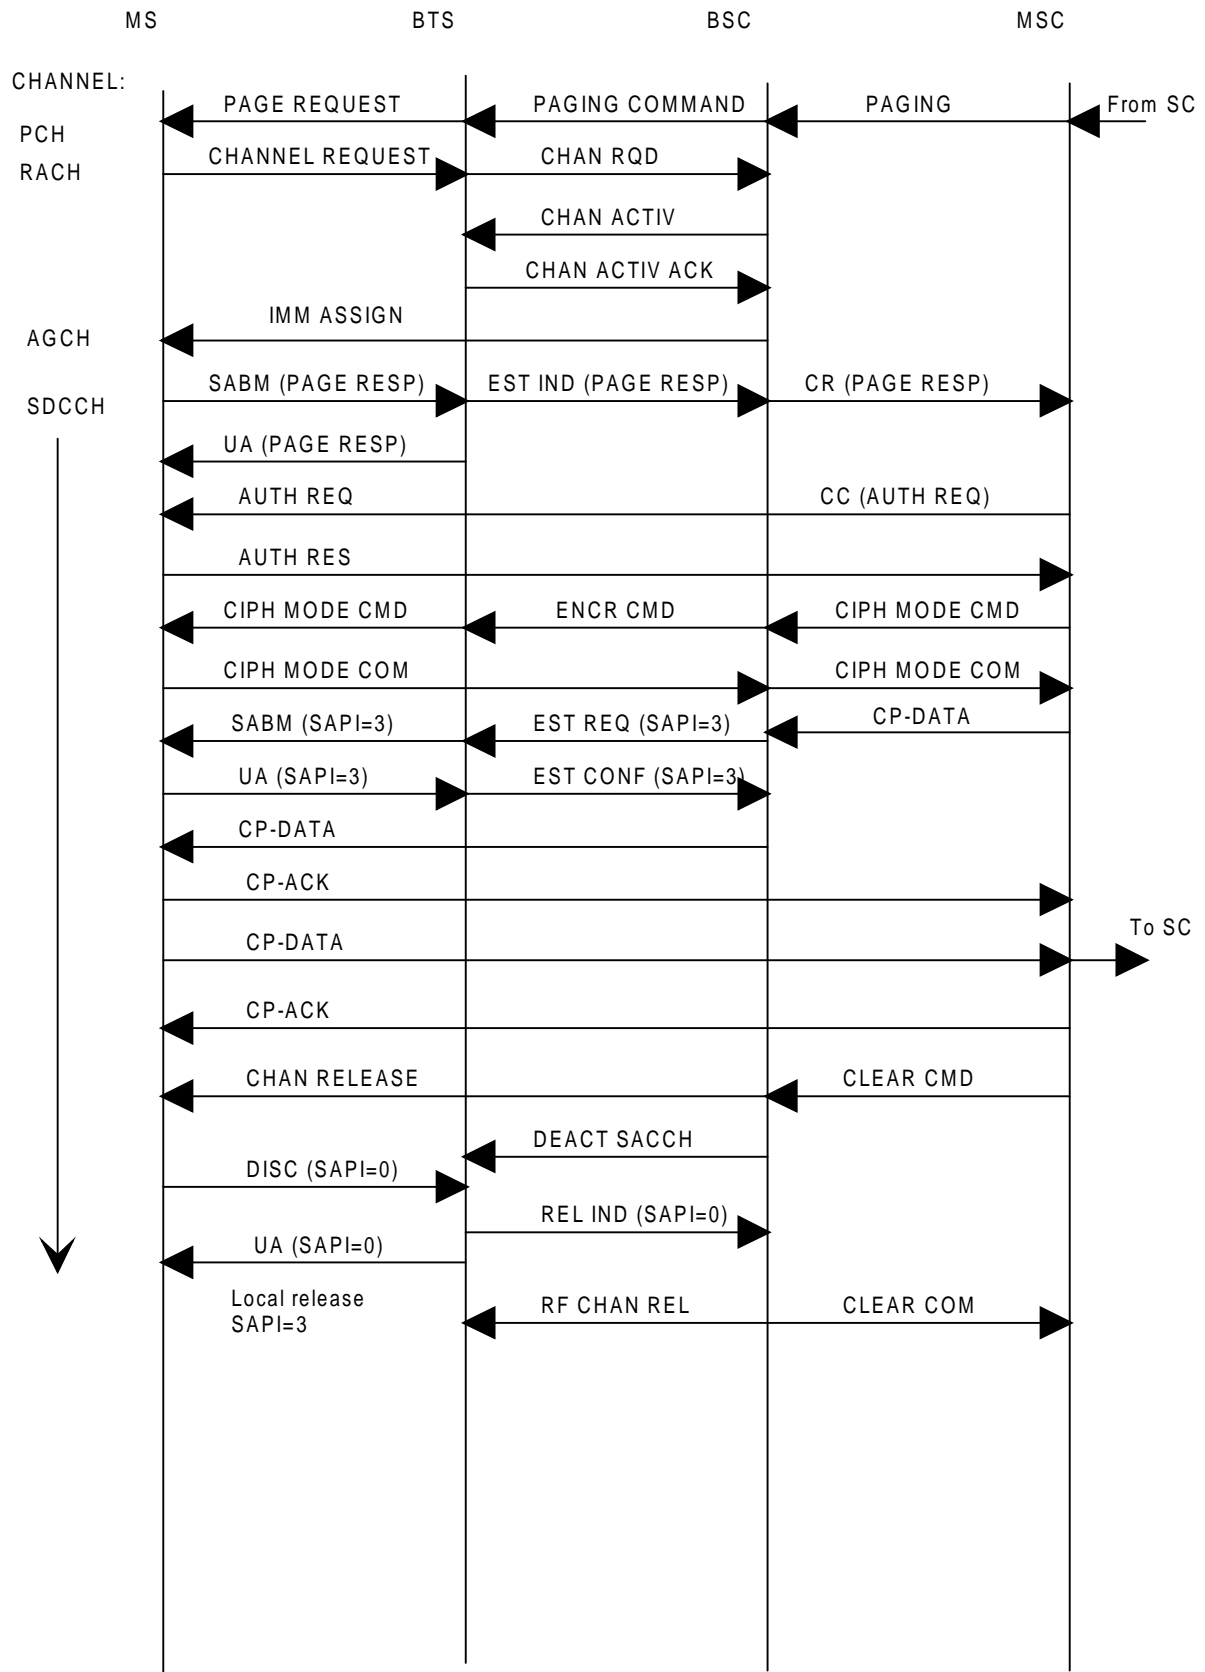 MS BTS BSC MSC
CHANNEL:
PAGE REQUEST PAGING COMMAND PAGING From SC
PCH
CHANNEL REQUEST CHAN RQD
RACH
CHAN ACTIV
CHAN ACTIV ACK
IMM ASSIGN
AGCH
SABM (PAGE RESP) EST IND (PAGE RESP) CR (PAGE RESP)
SDCCH
UA (PAGE RESP)
AUTH REQ CC (AUTH REQ)
AUTH RES
CIPH MODE CMD ENCR CMD CIPH MODE CMD
CIPH MODE COM CIPH MODE COM
CP-DATA
SABM (SAPI=3) EST REQ (SAPI=3)
UA (SAPI=3) EST CONF (SAPI=3)
CP-DATA
CP-ACK
To SC
CP-DATA
CP-ACK
CHAN RELEASE CLEAR CMD
DEACT SACCH
DISC (SAPI=0)
REL IND (SAPI=0)
UA (SAPI=0)
Local release RF CHAN REL CLEAR COM
SAPI=3